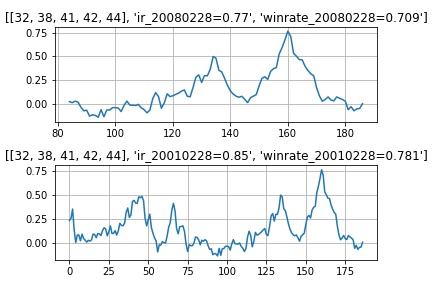 [[32, 38, 41, 42, 44], 'ir_20080228=0.77', 'winrate_20080228=0.709']
0.75
0.50
0.25
0.00
80 100 120 140 160 180
[[32, 38, 41, 42, 44], 'ir_20010228=0.85', 'winrate_20010228=0.781']
0.75
0.50
0.25
0.00
0 25 50 75 100 125 150 175